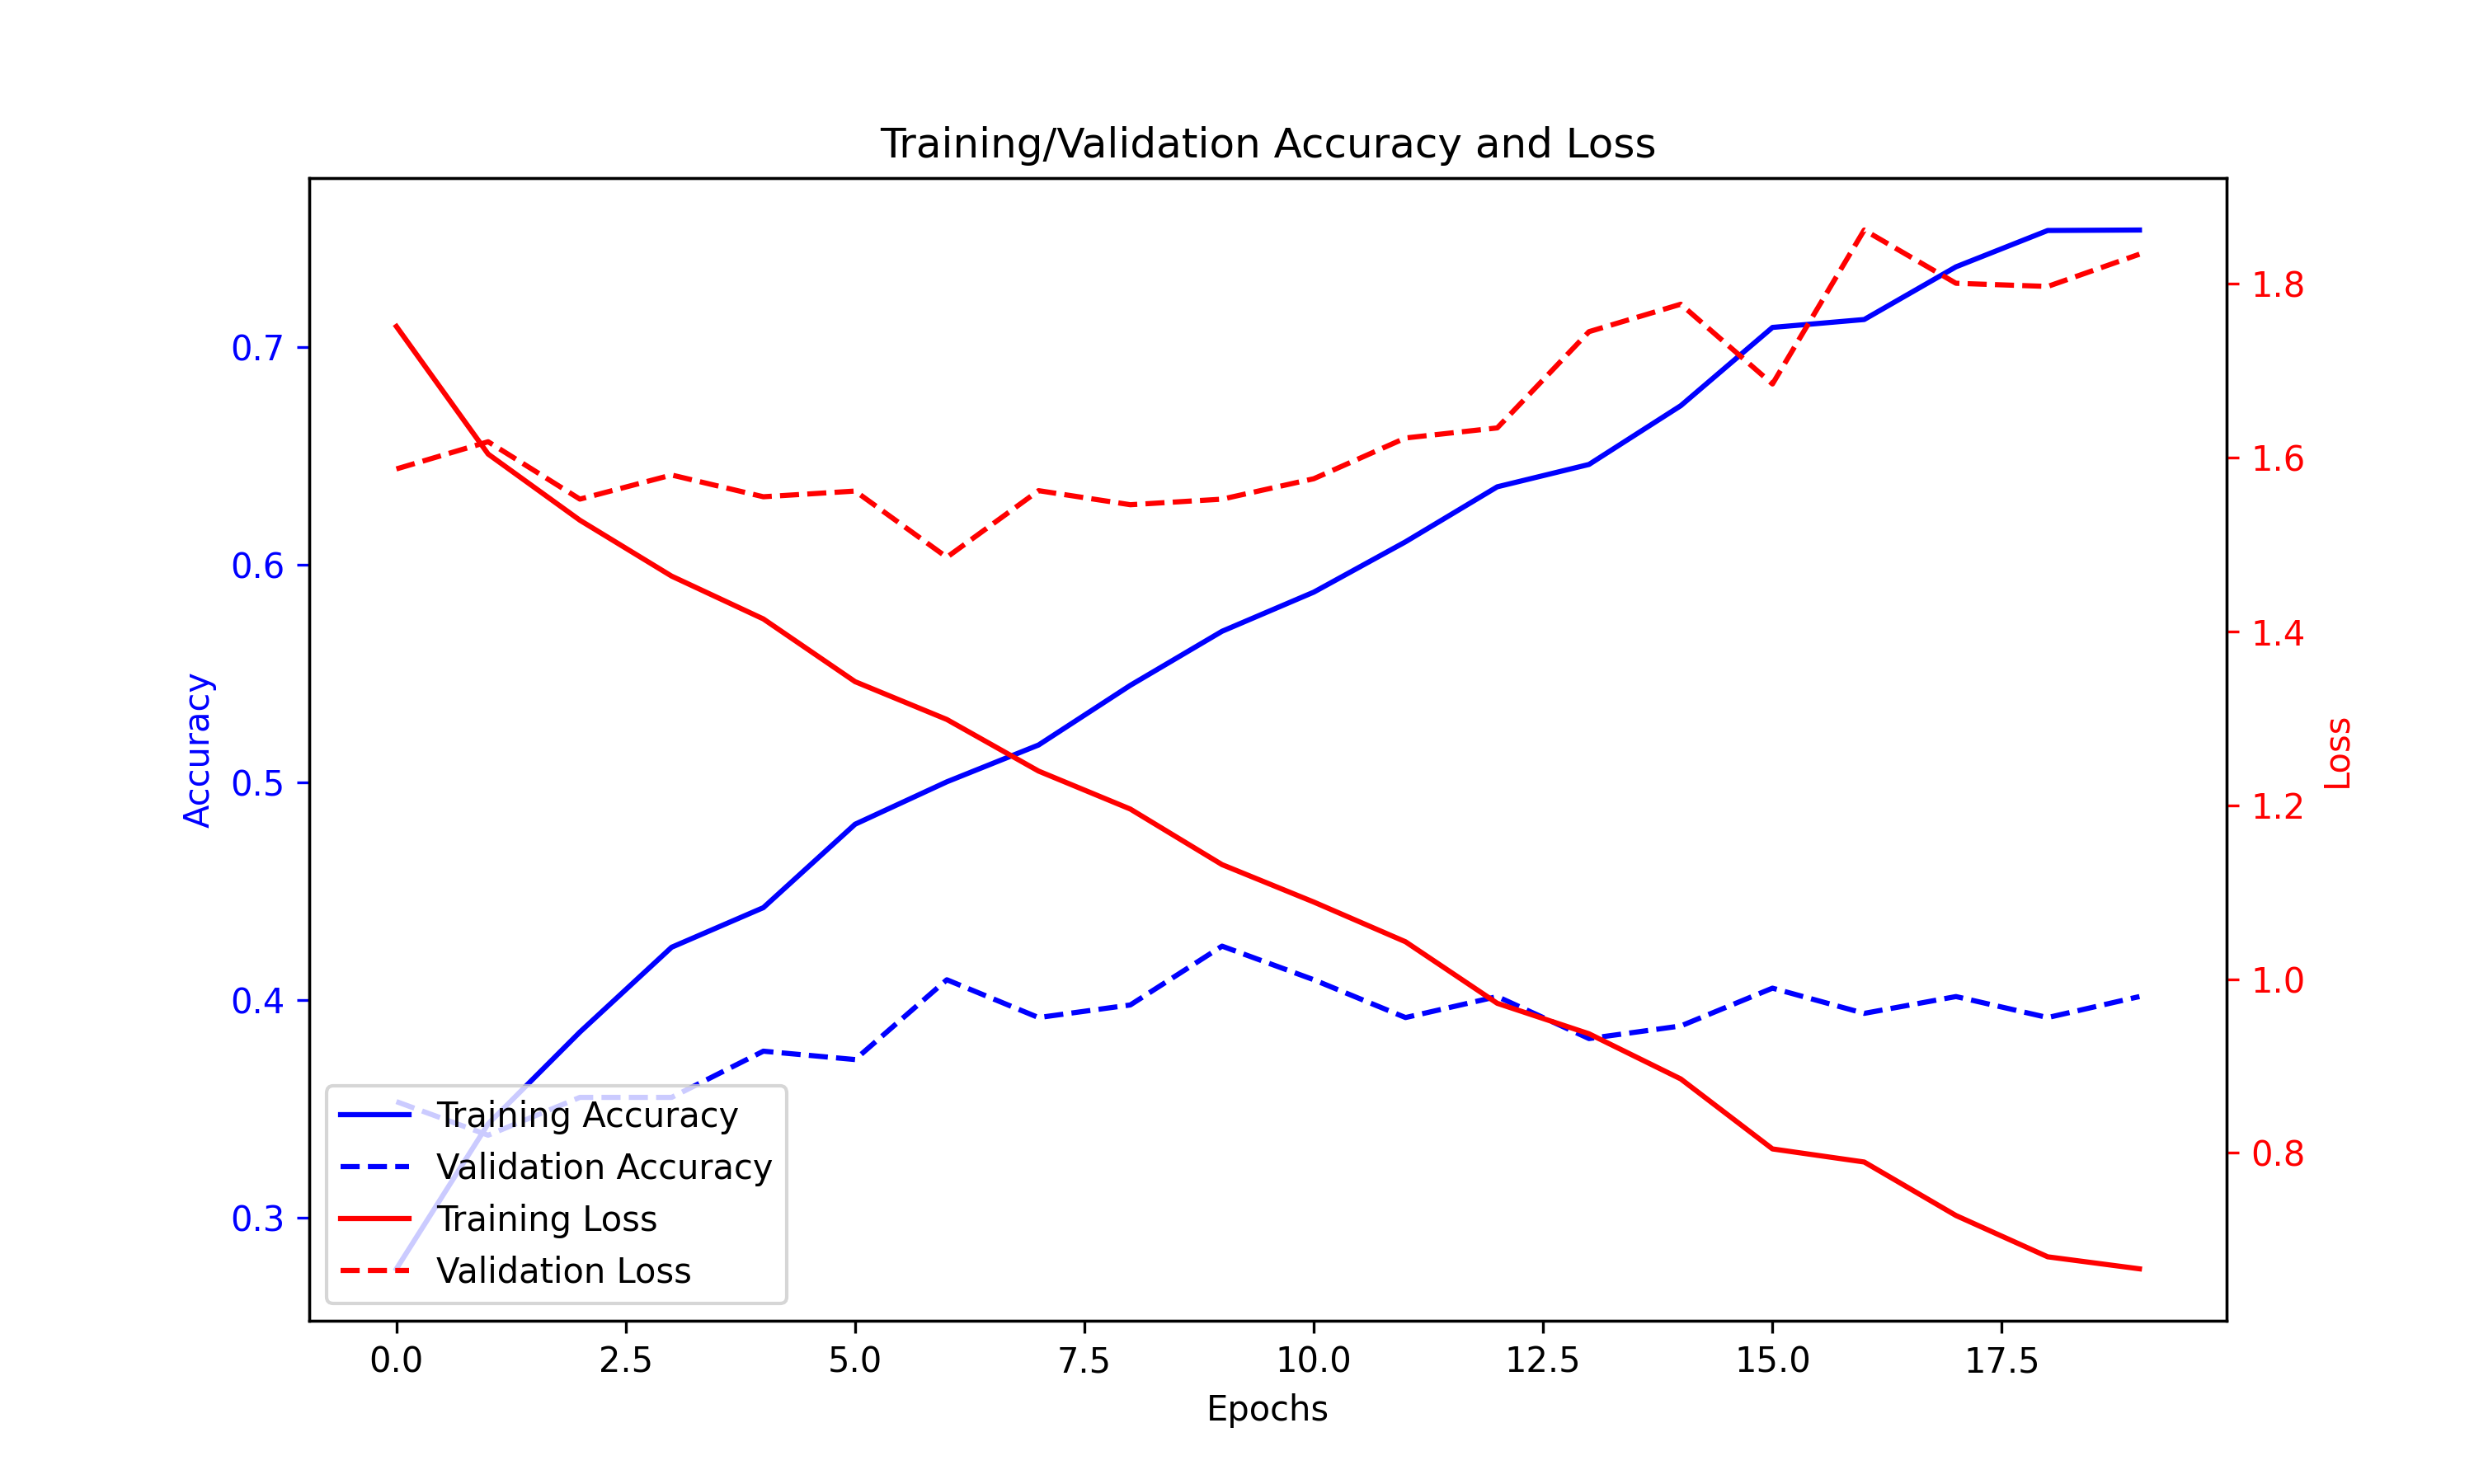 Training/Validation Accuracy and Loss
Accuracy
0.7
0.6
0.5
0.4
0.3
1.8
1.6
1.4
1.2
1.0
0.8
Loss
Training Accuracy
Validation Accuracy
Training Loss
Validation Loss
0.0 2.5 5.0 7.5 10.0 12.5 15.0 17.5
Epochs